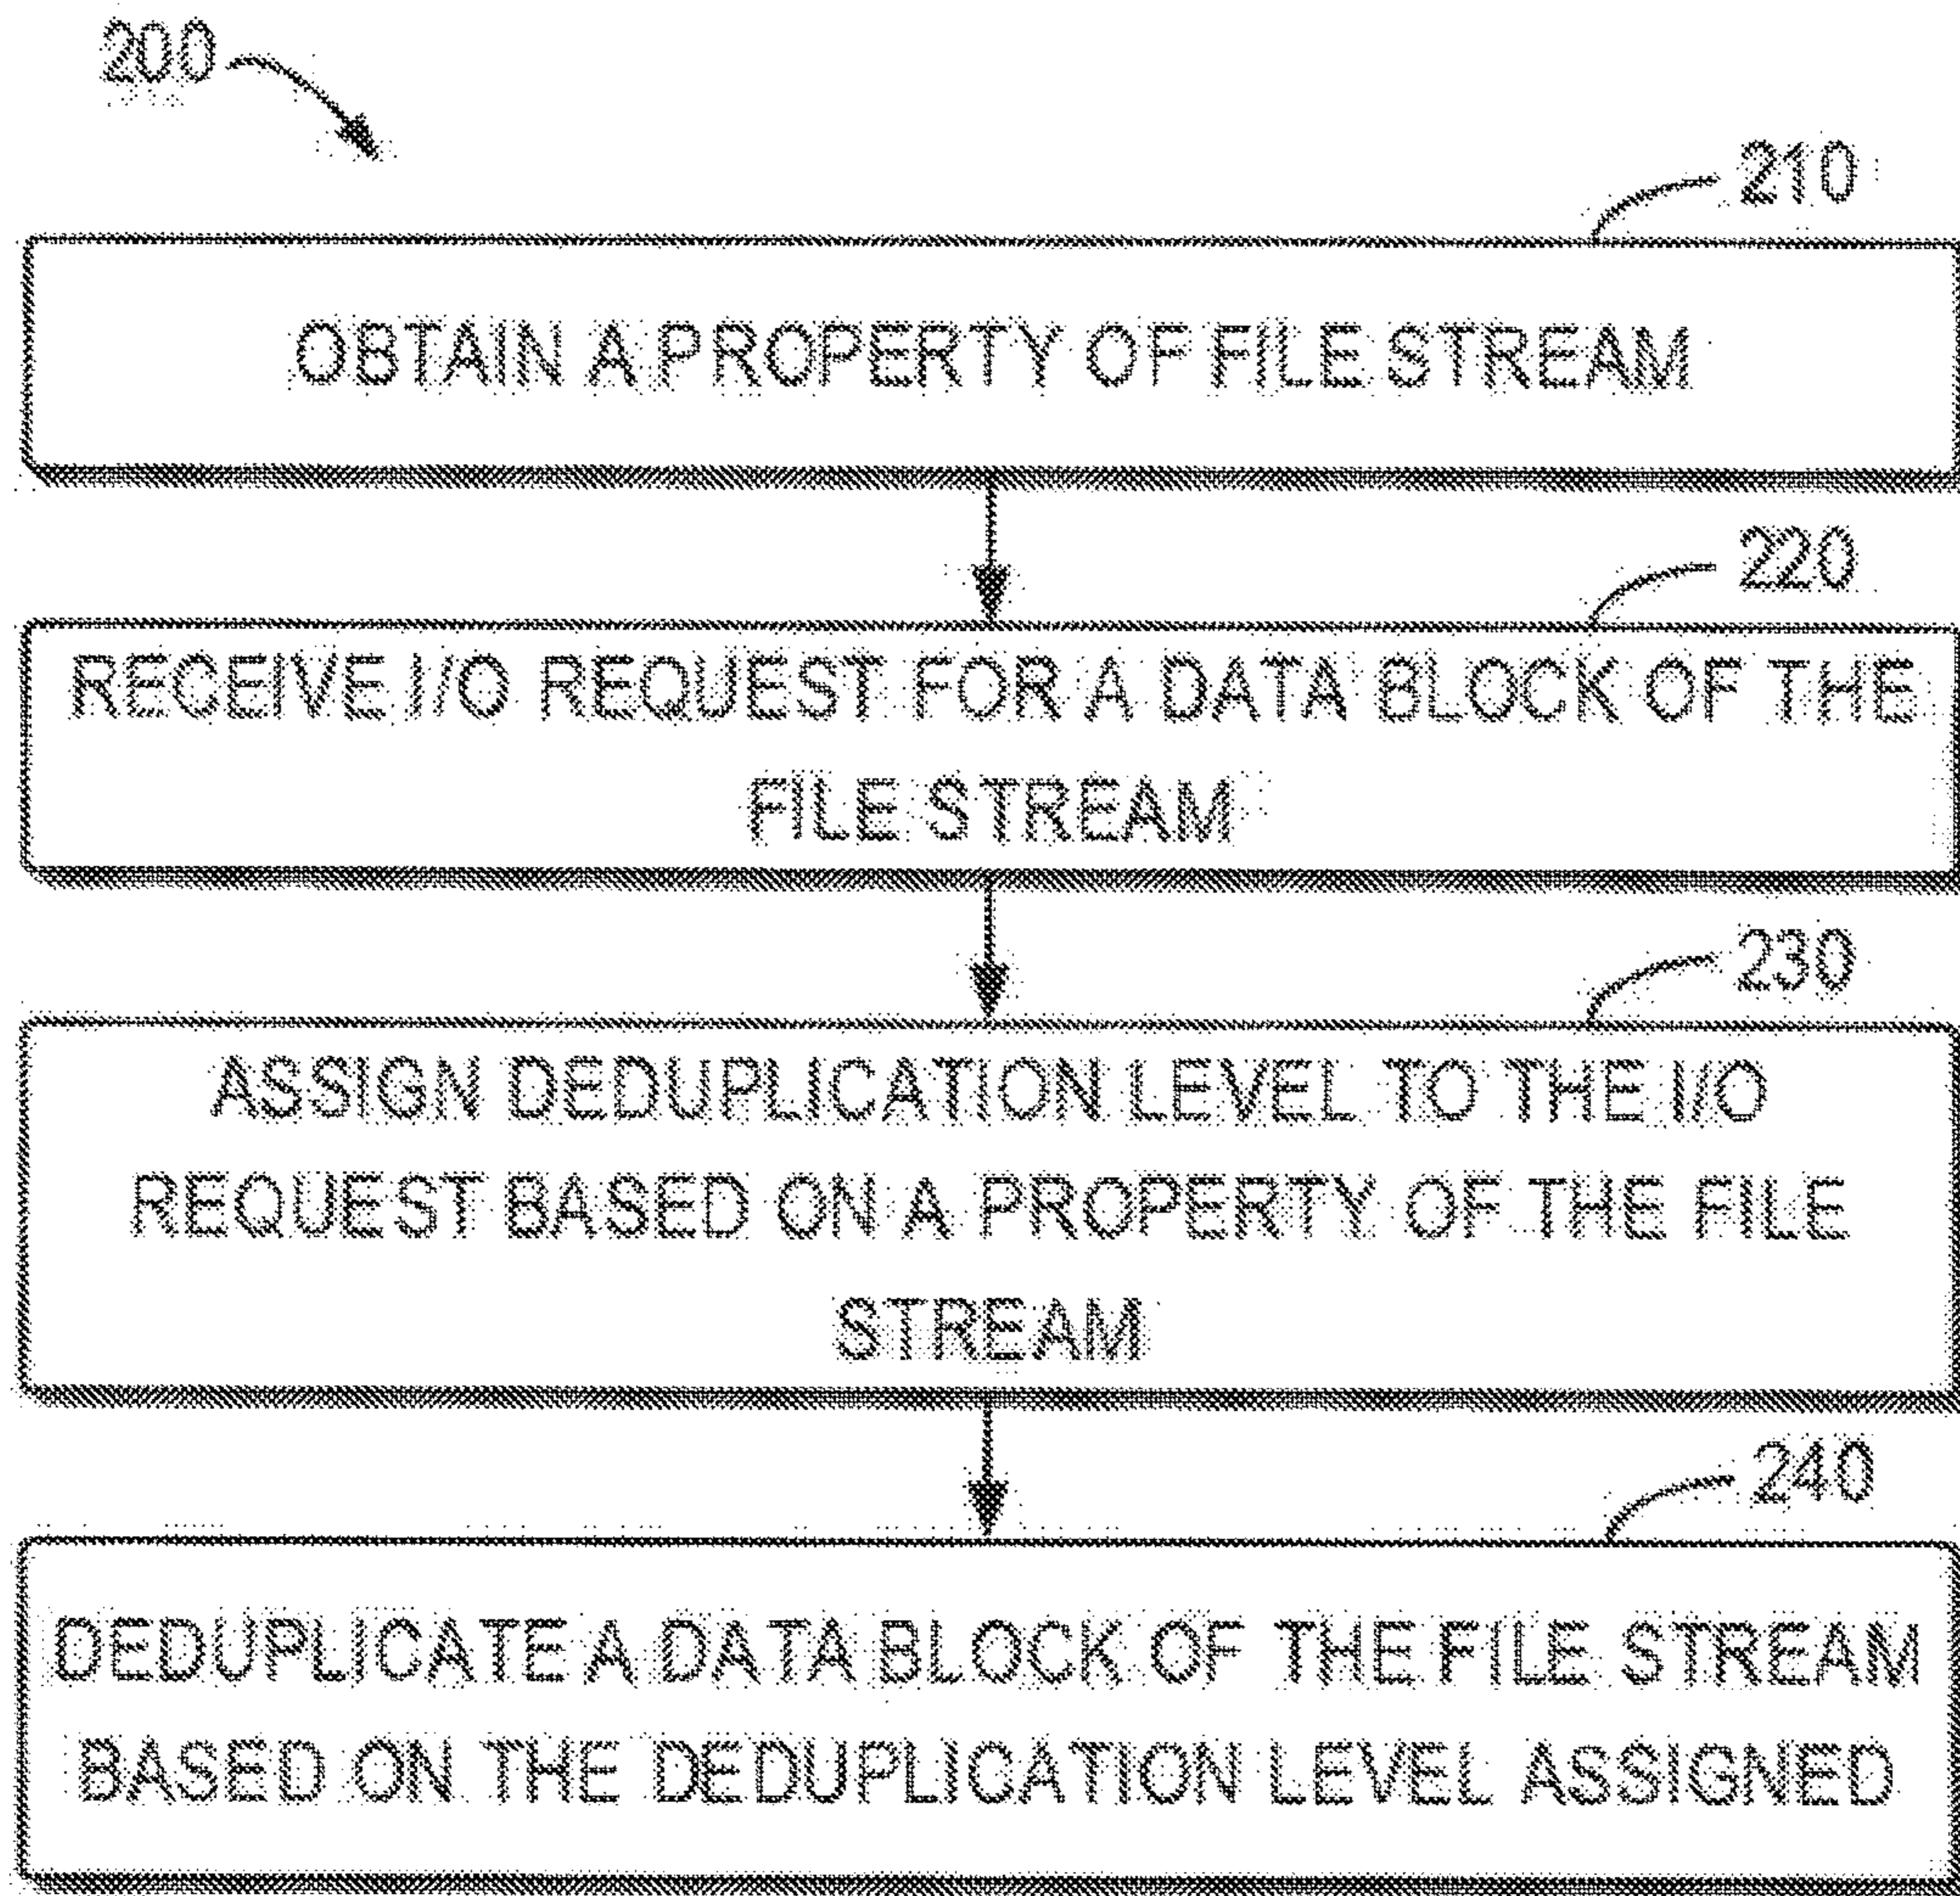 200
210
OBTAIN A PROPERTY OF FILE STREAM
220
RECEIVE I/O REQUEST FOR A DATA BLOCK OF THE
FILE STREAM
230
ASSIGN DEDUPLICATION LEVEL TO THE I/O
REQUEST BASED ON A PROPERTY OF THE FILE
STREAM
240
DEDUPLICATE A DATA BLOCK OF THE FILE STREAM
BASED ON THE DEDUPLICATION LEVEL ASSIGNED